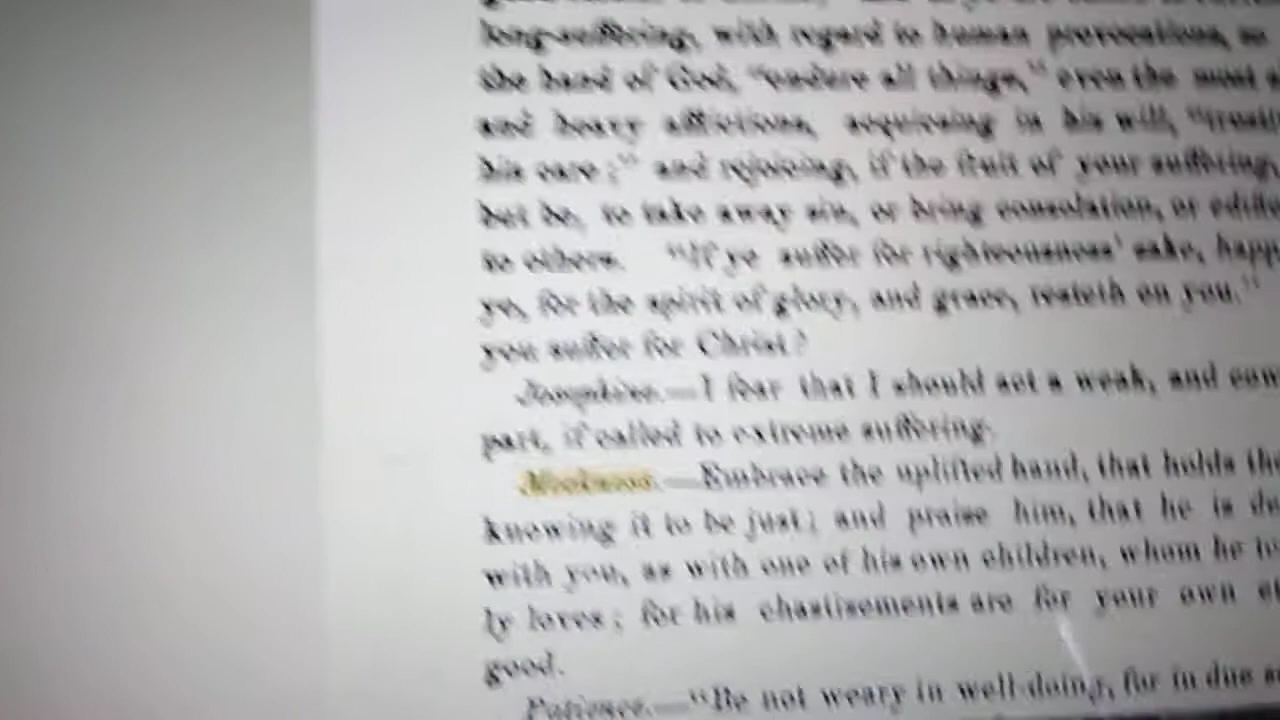 long-suffering, with regard to human provocations, so
the hand of God, "endure all things," even the most
and heavy afflictions, acquiescing in his will, "trust
his care;" and rejoicing, if the fruit of your suffering,
but be, to take away sin, or bring consolation, or edifi
to others. "If ye suffer for righteousness' sake, happ
ye, for the spirit of glory, and grace, resteth on you."
you suffer for Christ?
Josephine.—I fear that I should act a weak, and cow
part, if called to extreme suffering.
Meekness.—Embrace the uplifted hand, that holds the
knowing it to be just; and praise him, that he is de
with you, as with one of his own children, whom he
ly loves; for his chastisements are for your own
good.
Patience.—"Be not weary in well-doing, for in due